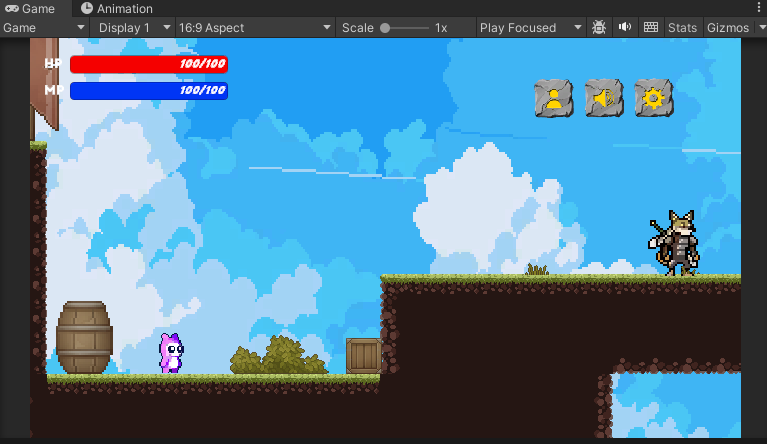 Game Animation
Game Display 1 16:9 Aspect Scale 1x Play Focused Stats Gizmos
HP 100/100
MP 100/100